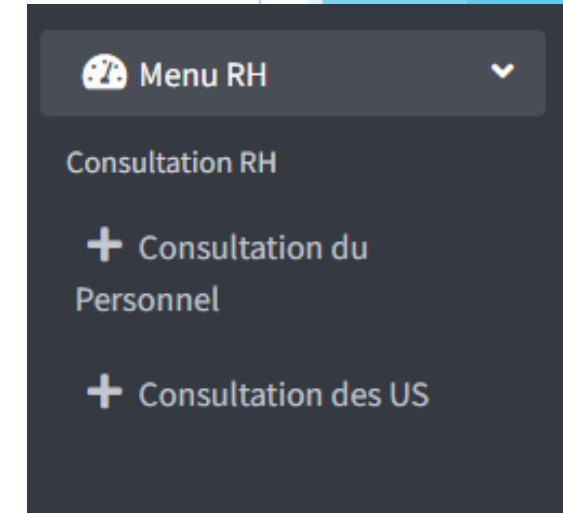 Menu RH
Consultation RH
Consultation du
Personnel
Consultation des US